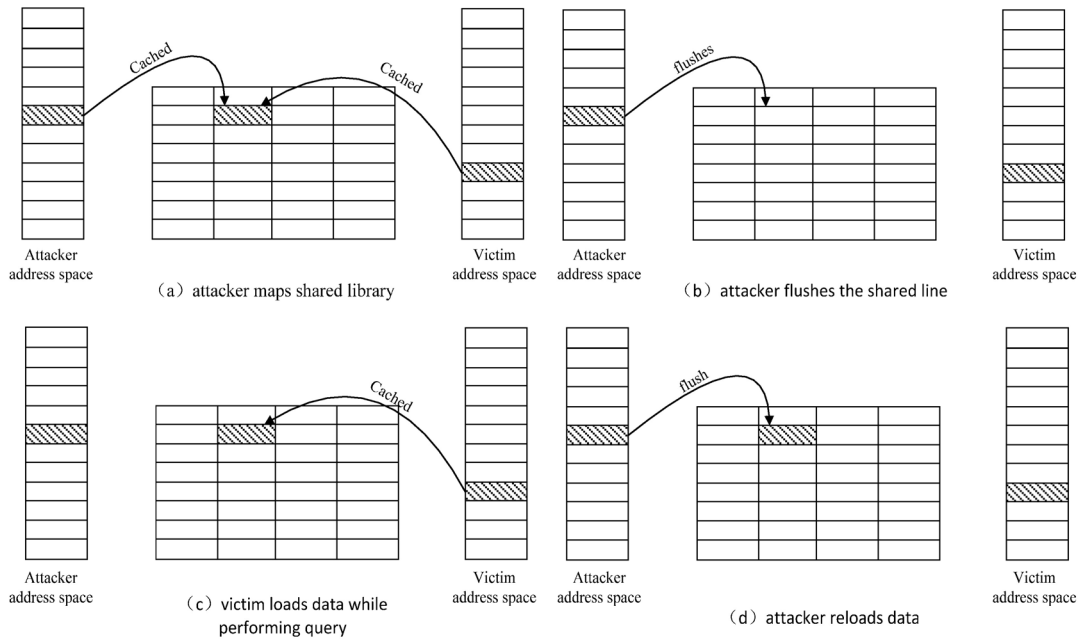 Cached
Cached
Attacker
address space
Victim
address space
（a）attacker maps shared library
flushes
Attacker
address space
Victim
address space
（b）attacker flushes the shared line
Cached
Attacker
address space
Victim
address space
（c）victim loads data while
performing query
flush
Attacker
address space
Victim
address space
（d）attacker reloads data